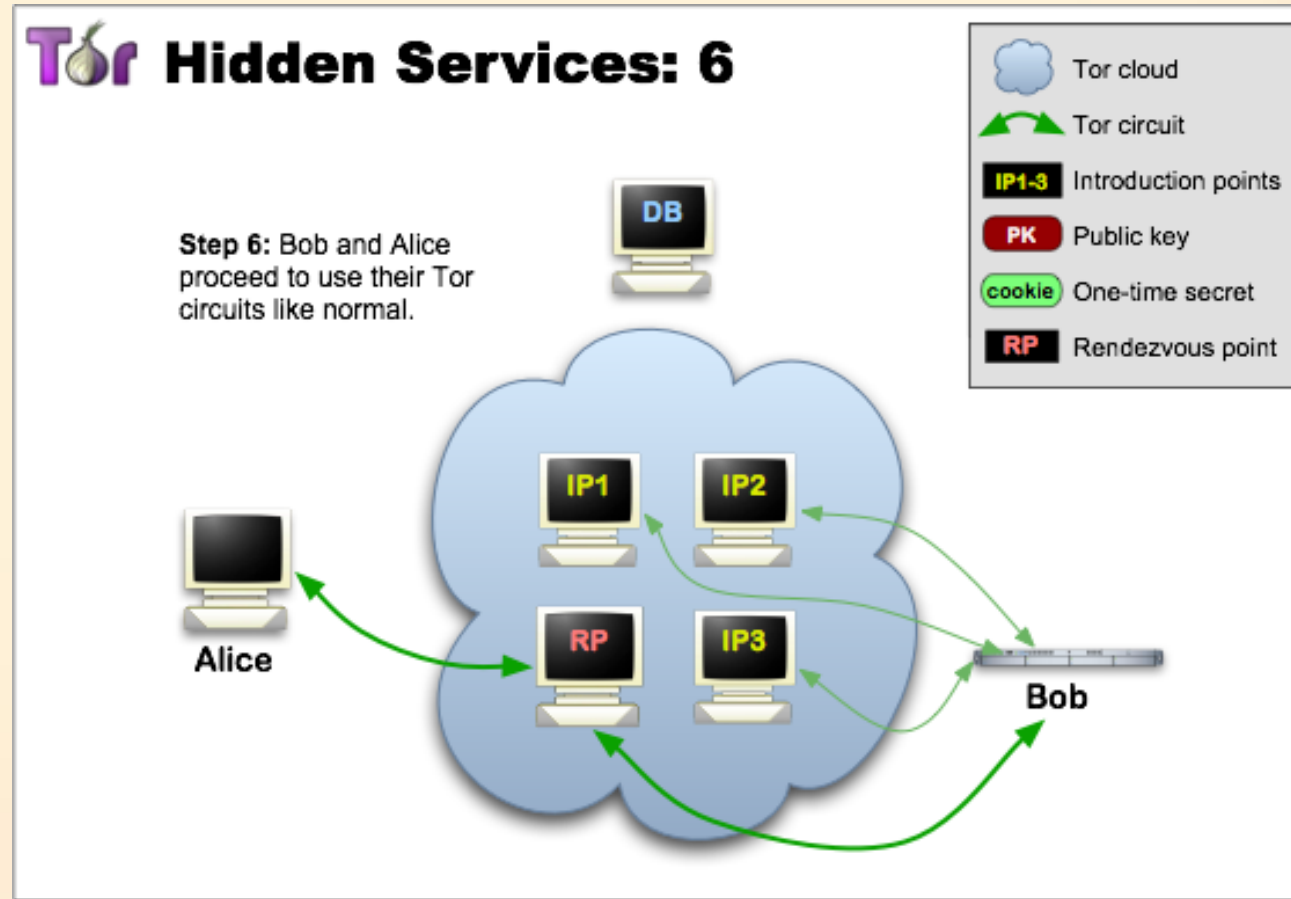 Tor Hidden Services: 6
Step 6: Bob and Alice
proceed to use their Tor
circuits like normal.
DB
Tor cloud
Tor circuit
IP1-3 Introduction points
PK Public key
cookie One-time secret
RP Rendezvous point
IP1 IP2
RP IP3
Alice
Bob